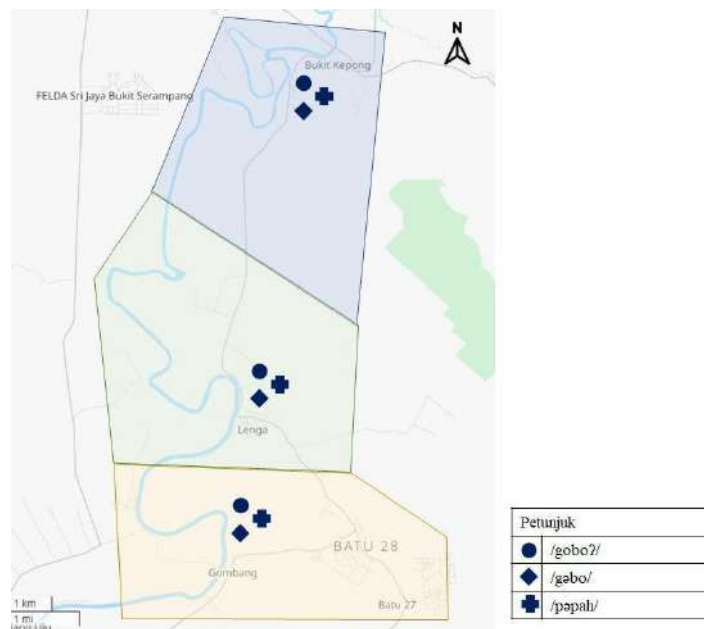 N
Bukit Kepong
FELDA Sri Jaya Bukit Serampang
Lenga
BATU 28
Gombang
Batu 27
1 km
1 mi
Petunjuk
/goboʔ/
/gəbo/
/pəpah/